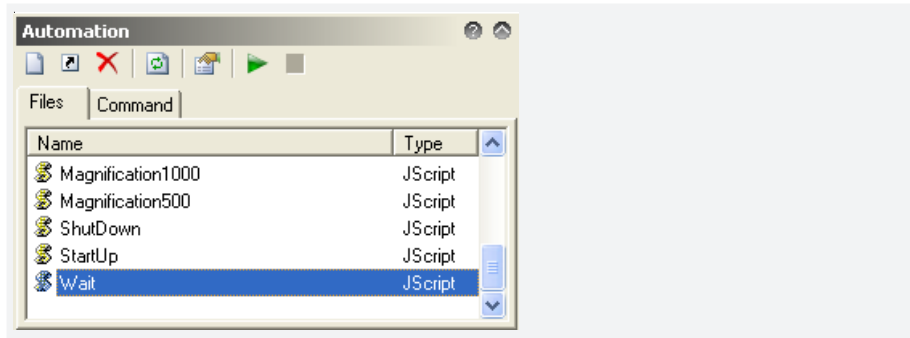 Automation
Files Command
Name Type
Magnification1000 JScript
Magnification500 JScript
ShutDown JScript
StartUp JScript
Wait JScript